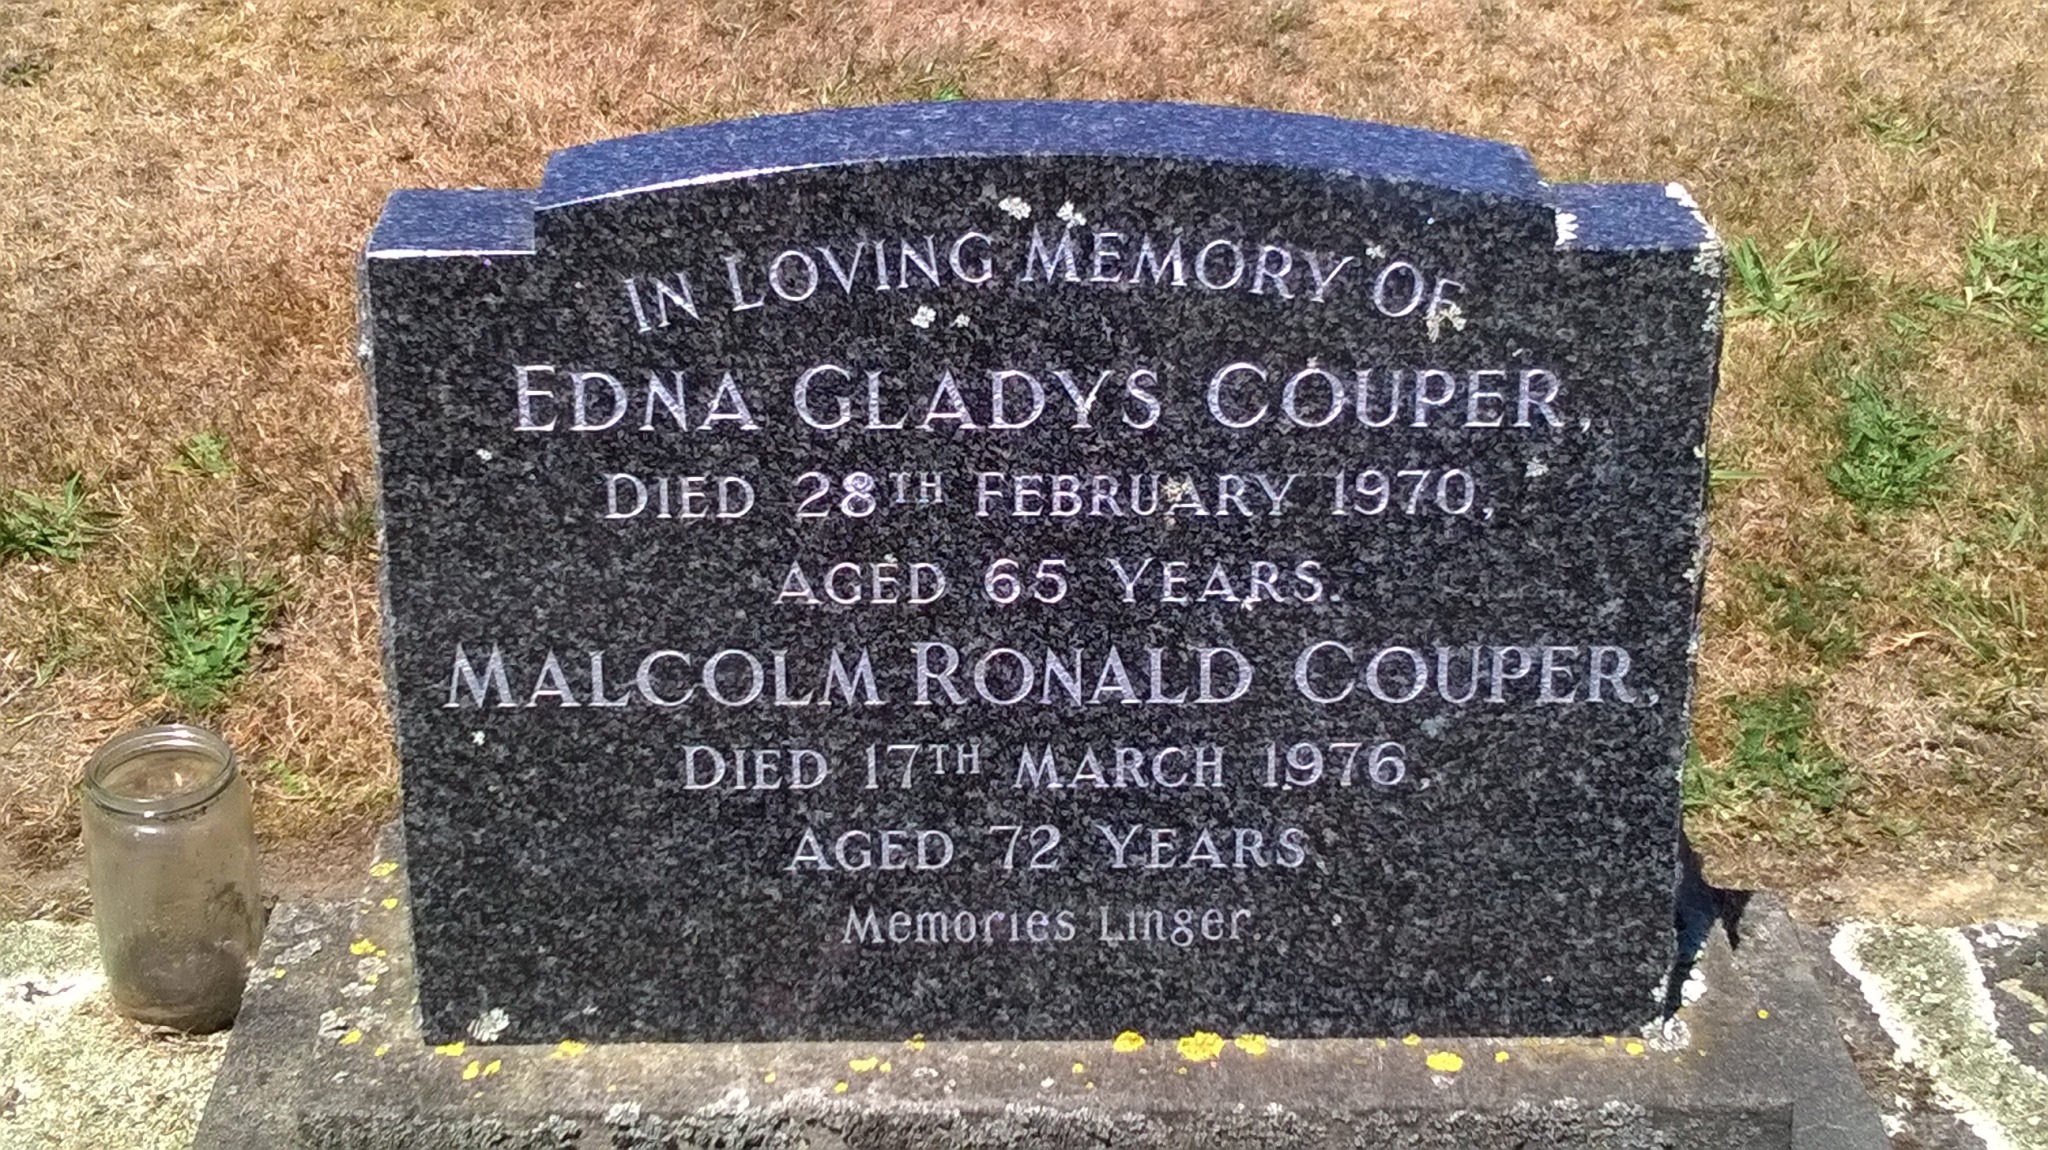 IN LOVING MEMORY OF
EDNA GLADYS COUPER,
DIED 28TH FEBRUARY 1970,
AGED 65 YEARS.
MALCOLM RONALD COUPER,
DIED 17TH MARCH 1976,
AGED 72 YEARS.
Memories Linger.